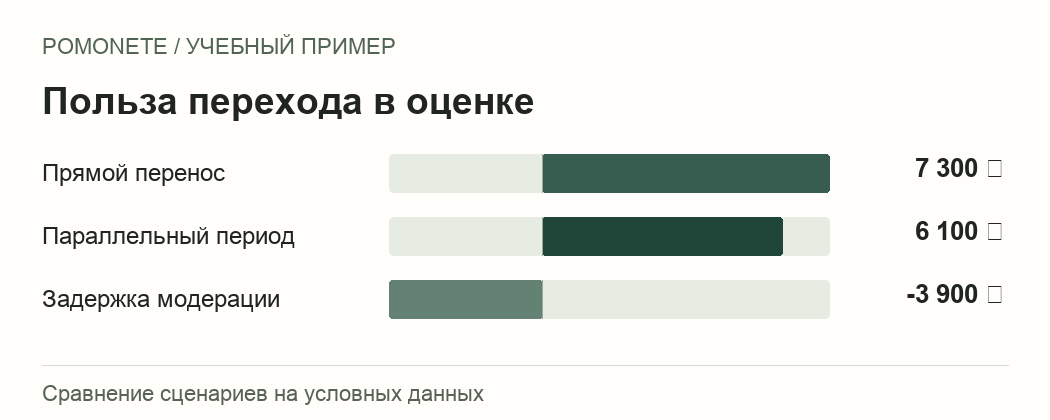 POMONETE / УЧЕБНЫЙ ПРИМЕР
Польза перехода в оценке
Прямой перенос 7 300 □
Параллельный период 6 100 □
Задержка модерации -3 900 □
Сравнение сценариев на условных данных